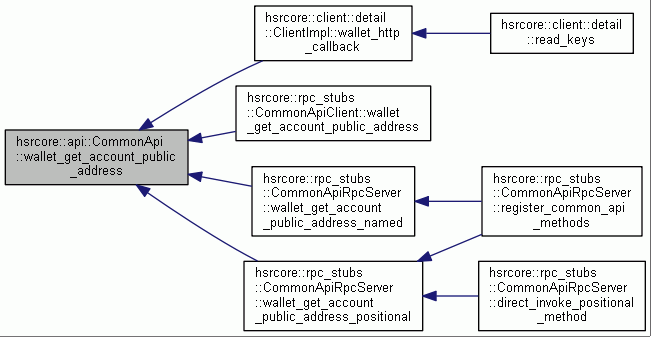 hsrcore::client::detail
::ClientImpl::wallet_http
_callback
hsrcore::client::detail
::read_keys
hsrcore::rpc_stubs
::CommonApiClient::wallet
_get_account_public_address
hsrcore::api::CommonApi
::wallet_get_account_public
_address
hsrcore::rpc_stubs
::CommonApiRpcServer
::wallet_get_account
_public_address_named
hsrcore::rpc_stubs
::CommonApiRpcServer
::register_common_api
_methods
hsrcore::rpc_stubs
::CommonApiRpcServer
::wallet_get_account
_public_address_positional
hsrcore::rpc_stubs
::CommonApiRpcServer
::direct_invoke_positional
_method